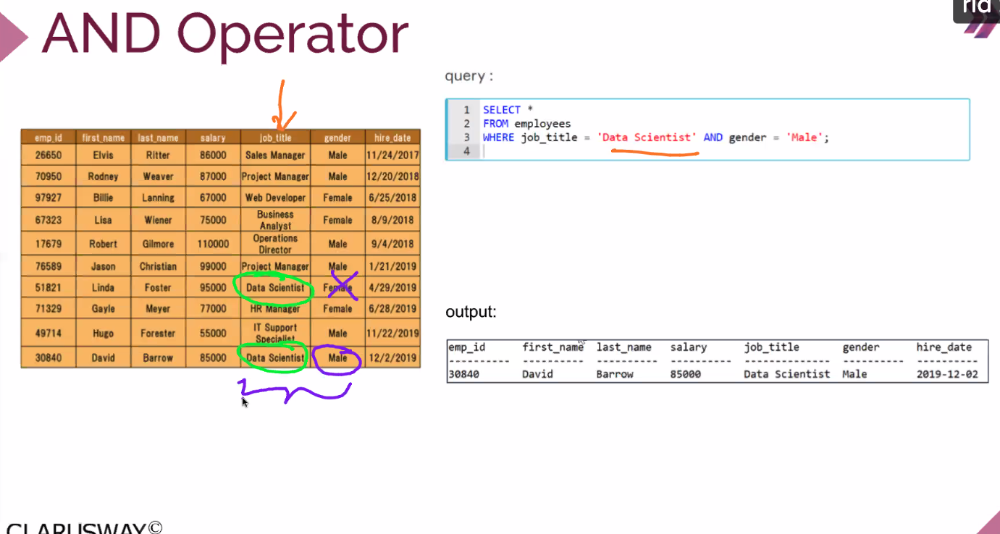 rid
AND Operator
query :
1 SELECT *
2 FROM employees
3 WHERE job_title = 'Data Scientist' AND gender = 'Male';
4
emp_id first_name last_name salary job_title gender hire_date
26650 Elvis Ritter 86000 Sales Manager Male 11/24/2017
70950 Rodney Weaver 87000 Project Manager Male 12/20/2018
97927 Billie Lanning 67000 Web Developer Female 6/25/2018
67323 Lisa Wiener 75000 Business Analyst Female 8/9/2018
17679 Robert Gilmore 110000 Operations Director Male 9/4/2018
76589 Jason Christian 99000 Project Manager Male 1/21/2019
51821 Linda Foster 95000 Data Scientist Female 4/29/2019
71329 Gayle Meyer 77000 HR Manager Female 6/28/2019
49714 Hugo Forester 55000 IT Support Specialist Male 11/22/2019
30840 David Barrow 85000 Data Scientist Male 12/2/2019
output:
emp_id first_name last_name salary job_title gender hire_date
---------- ---------- ---------- ---------- ---------- ---------- ----------
30840 David Barrow 85000 Data Scientist Male 2019-12-02
CLARUSWAY©